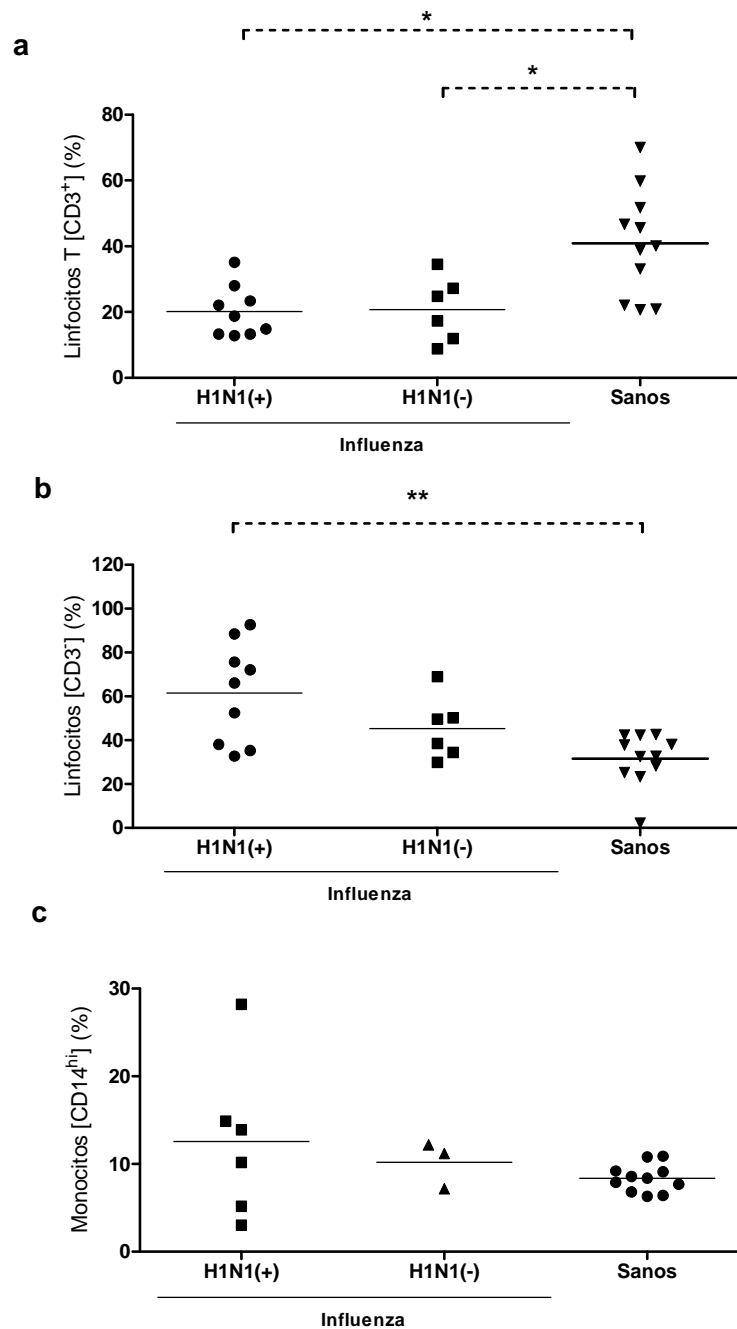 a
*
*
Linfocitos T [CD3⁺] (%)
80
60
40
20
0
H1N1(+) H1N1(-) Sanos
Influenza
b
**
Linfocitos [CD3⁻] (%)
120
100
80
60
40
20
0
H1N1(+) H1N1(-) Sanos
Influenza
c
Monocitos [CD14ʰⁱ] (%)
30
20
10
0
H1N1(+) H1N1(-) Sanos
Influenza